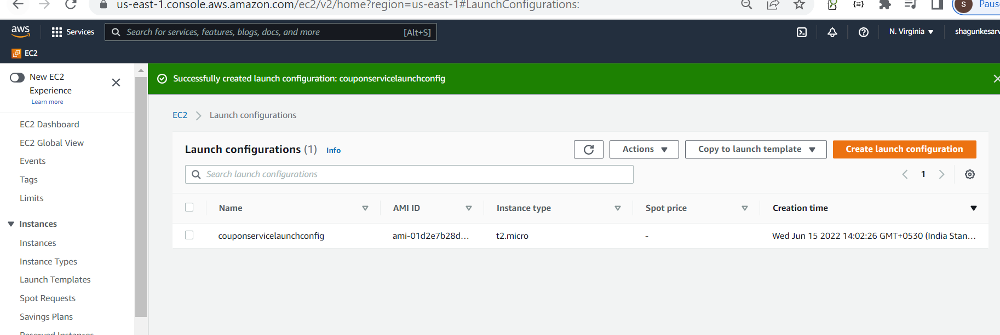 us-east-1.console.aws.amazon.com/ec2/v2/home?region=us-east-1#LaunchConfigurations:
S
aws
Services
Search for services, features, blogs, docs, and more
[Alt+S]
N. Virginia
EC2
New EC2
Experience
Learn more
EC2 Dashboard
EC2 Global View
Events
Tags
Limits
Instances
Instances
Instance Types
Launch Templates
Spot Requests
Savings Plans
Reserved Instances
Successfully created launch configuration: couponservicelaunchconfig
EC2 > Launch configurations
Launch configurations (1) Info
Actions
Copy to launch template
Create launch configuration
Search launch configurations
1
Name AMI ID Instance type Spot price Creation time
couponservicelaunchconfig ami-01d2e7b28d... t2.micro - Wed Jun 15 2022 14:02:26 GMT+0530 (India Stan...